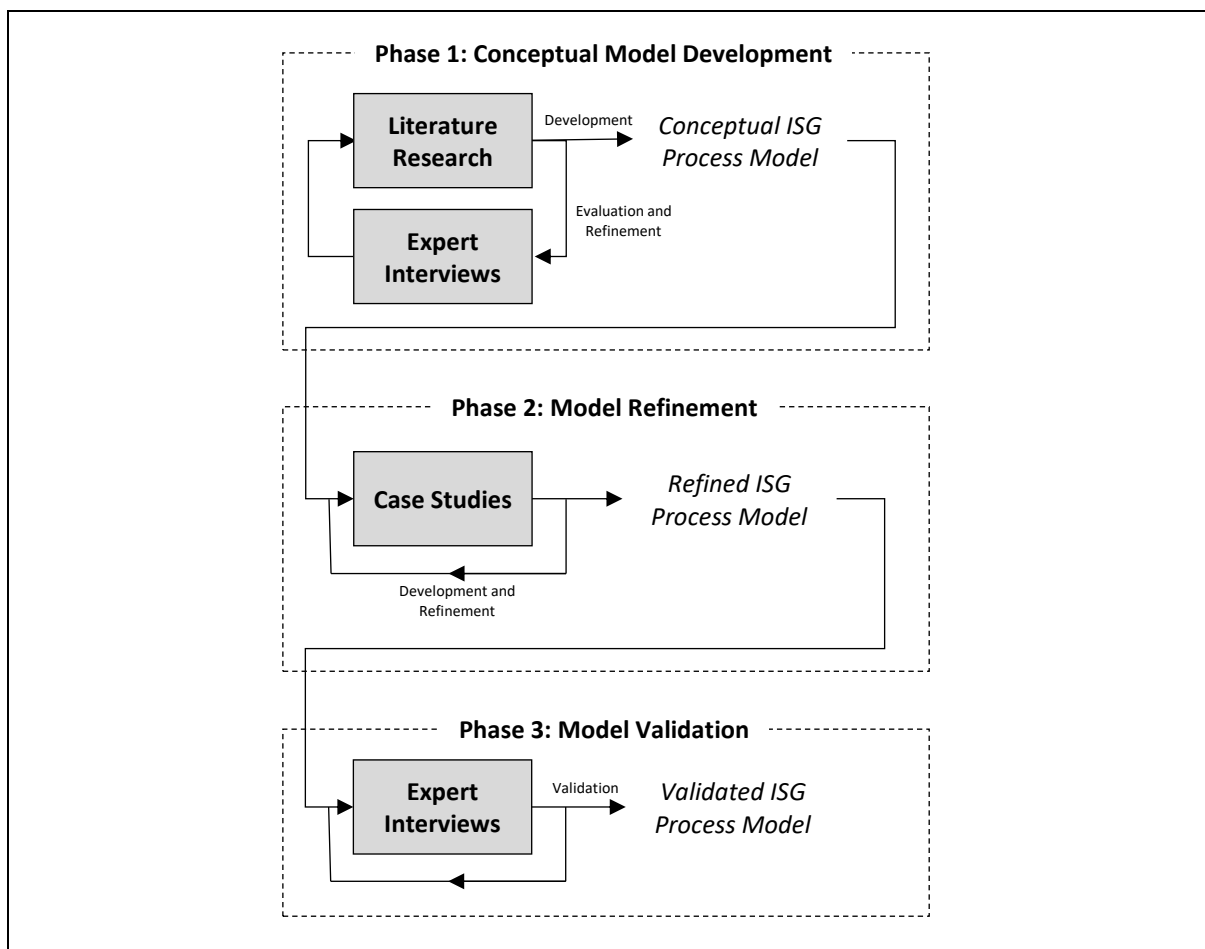 Phase 1: Conceptual Model Development
Literature
Research
Development
Conceptual ISG
Process Model
Evaluation and
Refinement
Expert
Interviews
Phase 2: Model Refinement
Case Studies
Refined ISG
Process Model
Development and
Refinement
Phase 3: Model Validation
Expert
Interviews
Validation
Validated ISG
Process Model